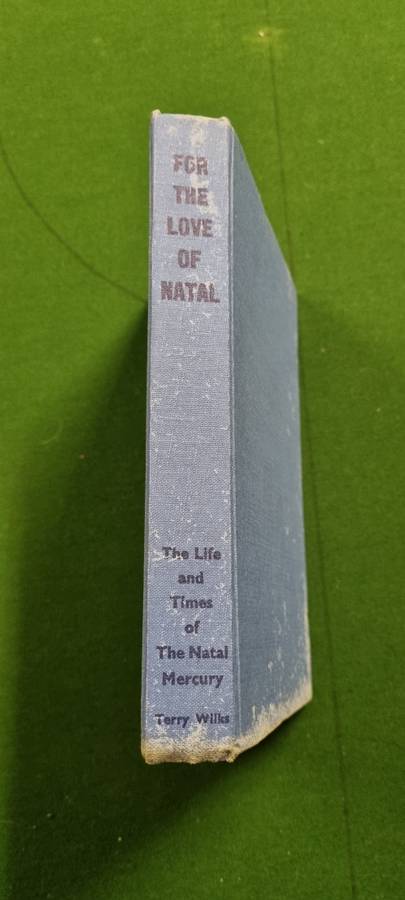 FOR
THE
LOVE
OF
NATAL
The Life
and
Times
of
The Natal
Mercury
Terry Wilks